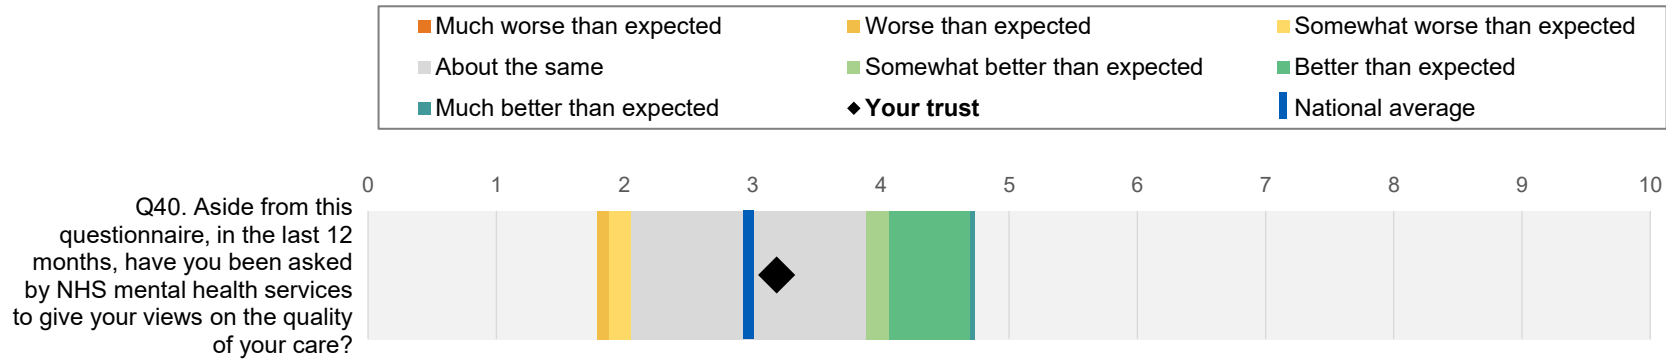 Much worse than expected
Worse than expected
Somewhat worse than expected
About the same
Somewhat better than expected
Better than expected
Much better than expected
Your trust
National average
0 1 2 3 4 5 6 7 8 9 10
Q40. Aside from this
questionnaire, in the last 12
months, have you been asked
by NHS mental health services
to give your views on the quality
of your care?